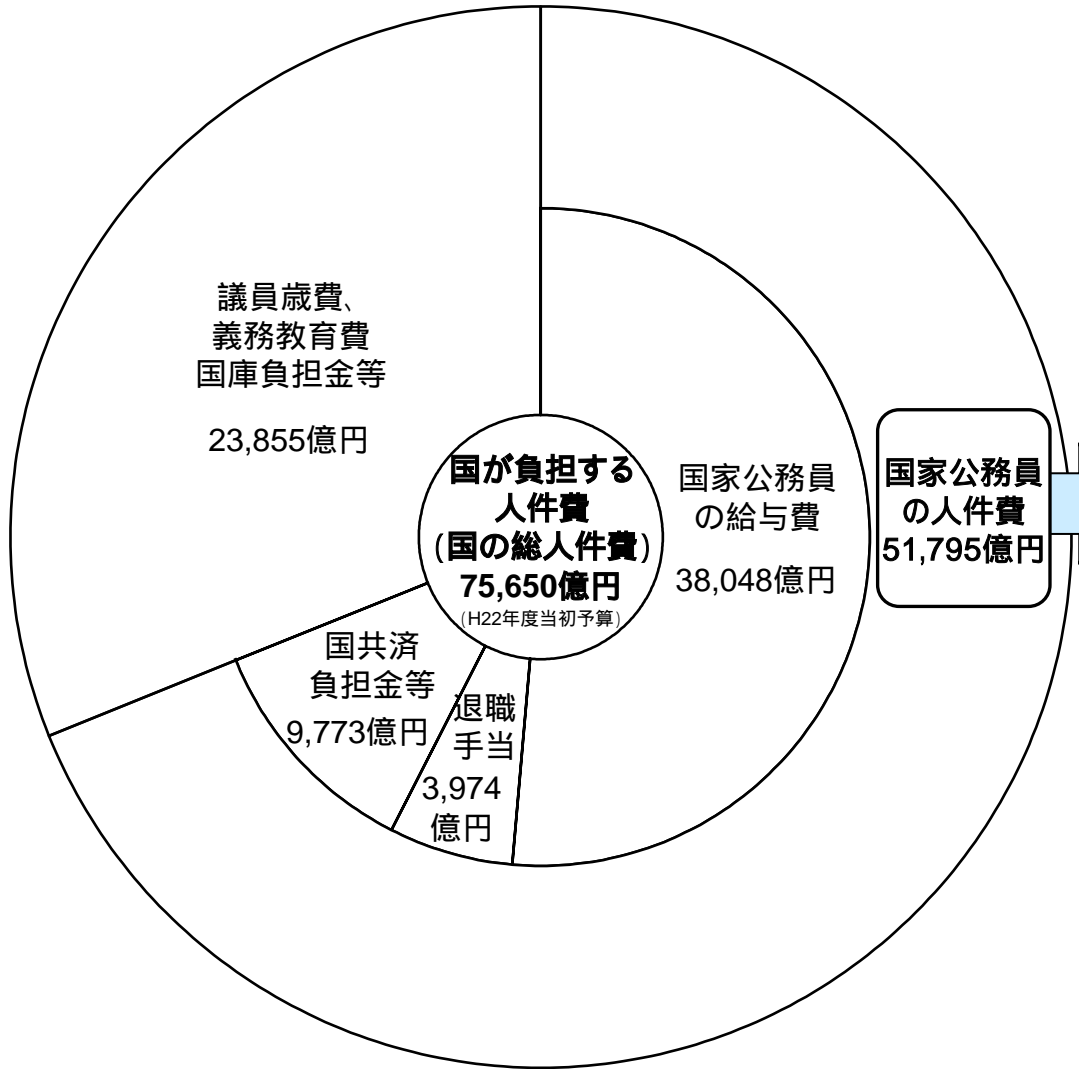 議員歳費、
義務教育費
国庫負担金等
23,855億円
国が負担する
人件費
(国の総人件費)
75,650億円
(H22年度当初予算)
国家公務員
の給与費
38,048億円
国家公務員
の人件費
51,795億円
国共済
負担金等
9,773億円
退職
手当
3,974
億円